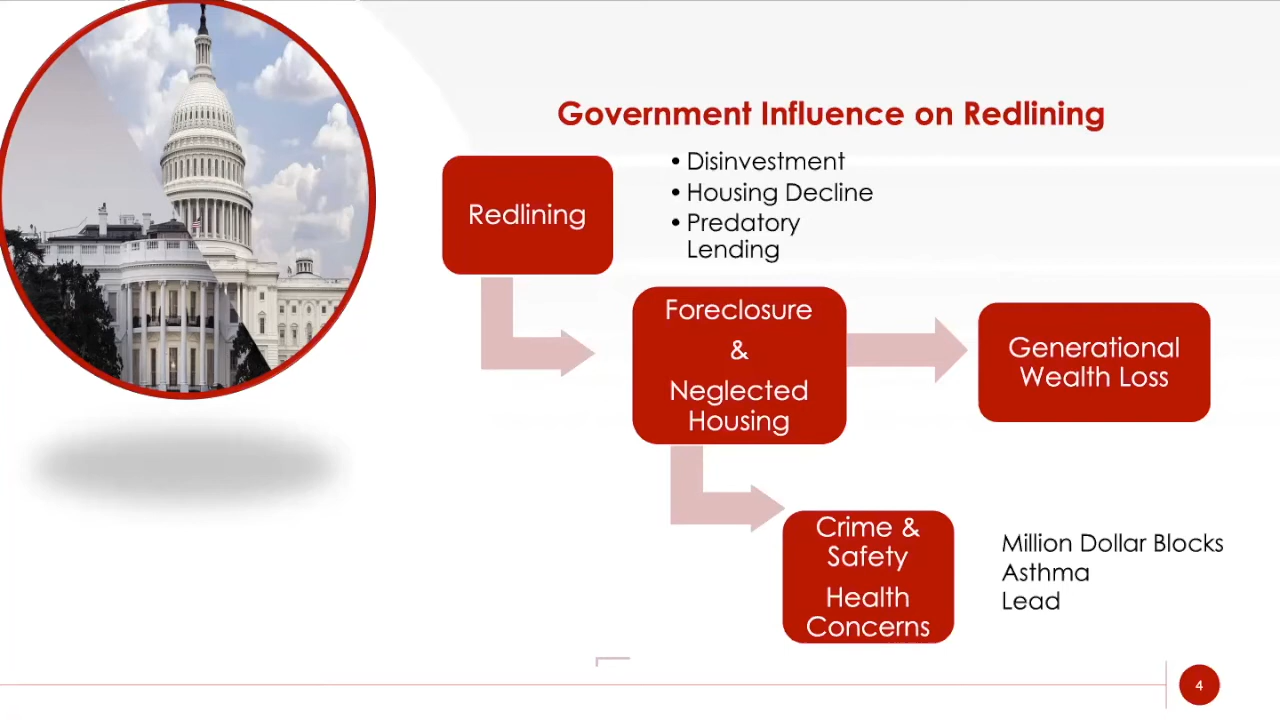 Government Influence on Redlining
Redlining
• Disinvestment
• Housing Decline
• Predatory
Lending
Foreclosure
&
Neglected
Housing
Generational
Wealth Loss
Crime &
Safety
Health
Concerns
Million Dollar Blocks
Asthma
Lead
4